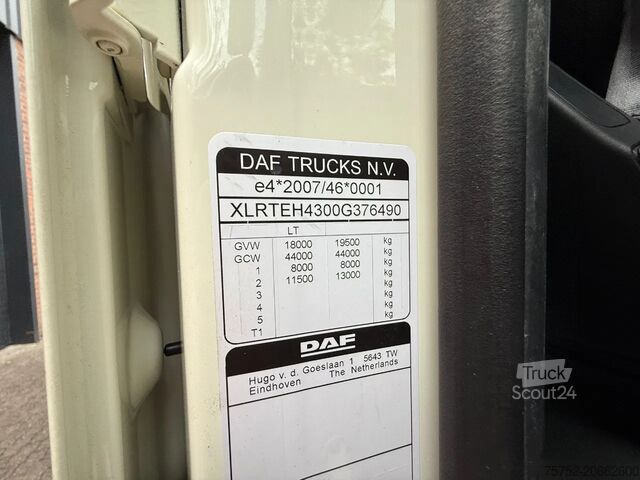 DAF TRUCKS N.V.
e4*2007/46*0001
XLRTEH4300G376490
LT
GVW 18000 19500 kg
GCW 44000 44000 kg
1 8000 8000 kg
2 11500 13000 kg
3 kg
4 kg
5 kg
T1
DAF
Hugo v. d. Goeslaan 1 5643 TW
Eindhoven The Netherlands
Truck
Scout24
75752-20662600